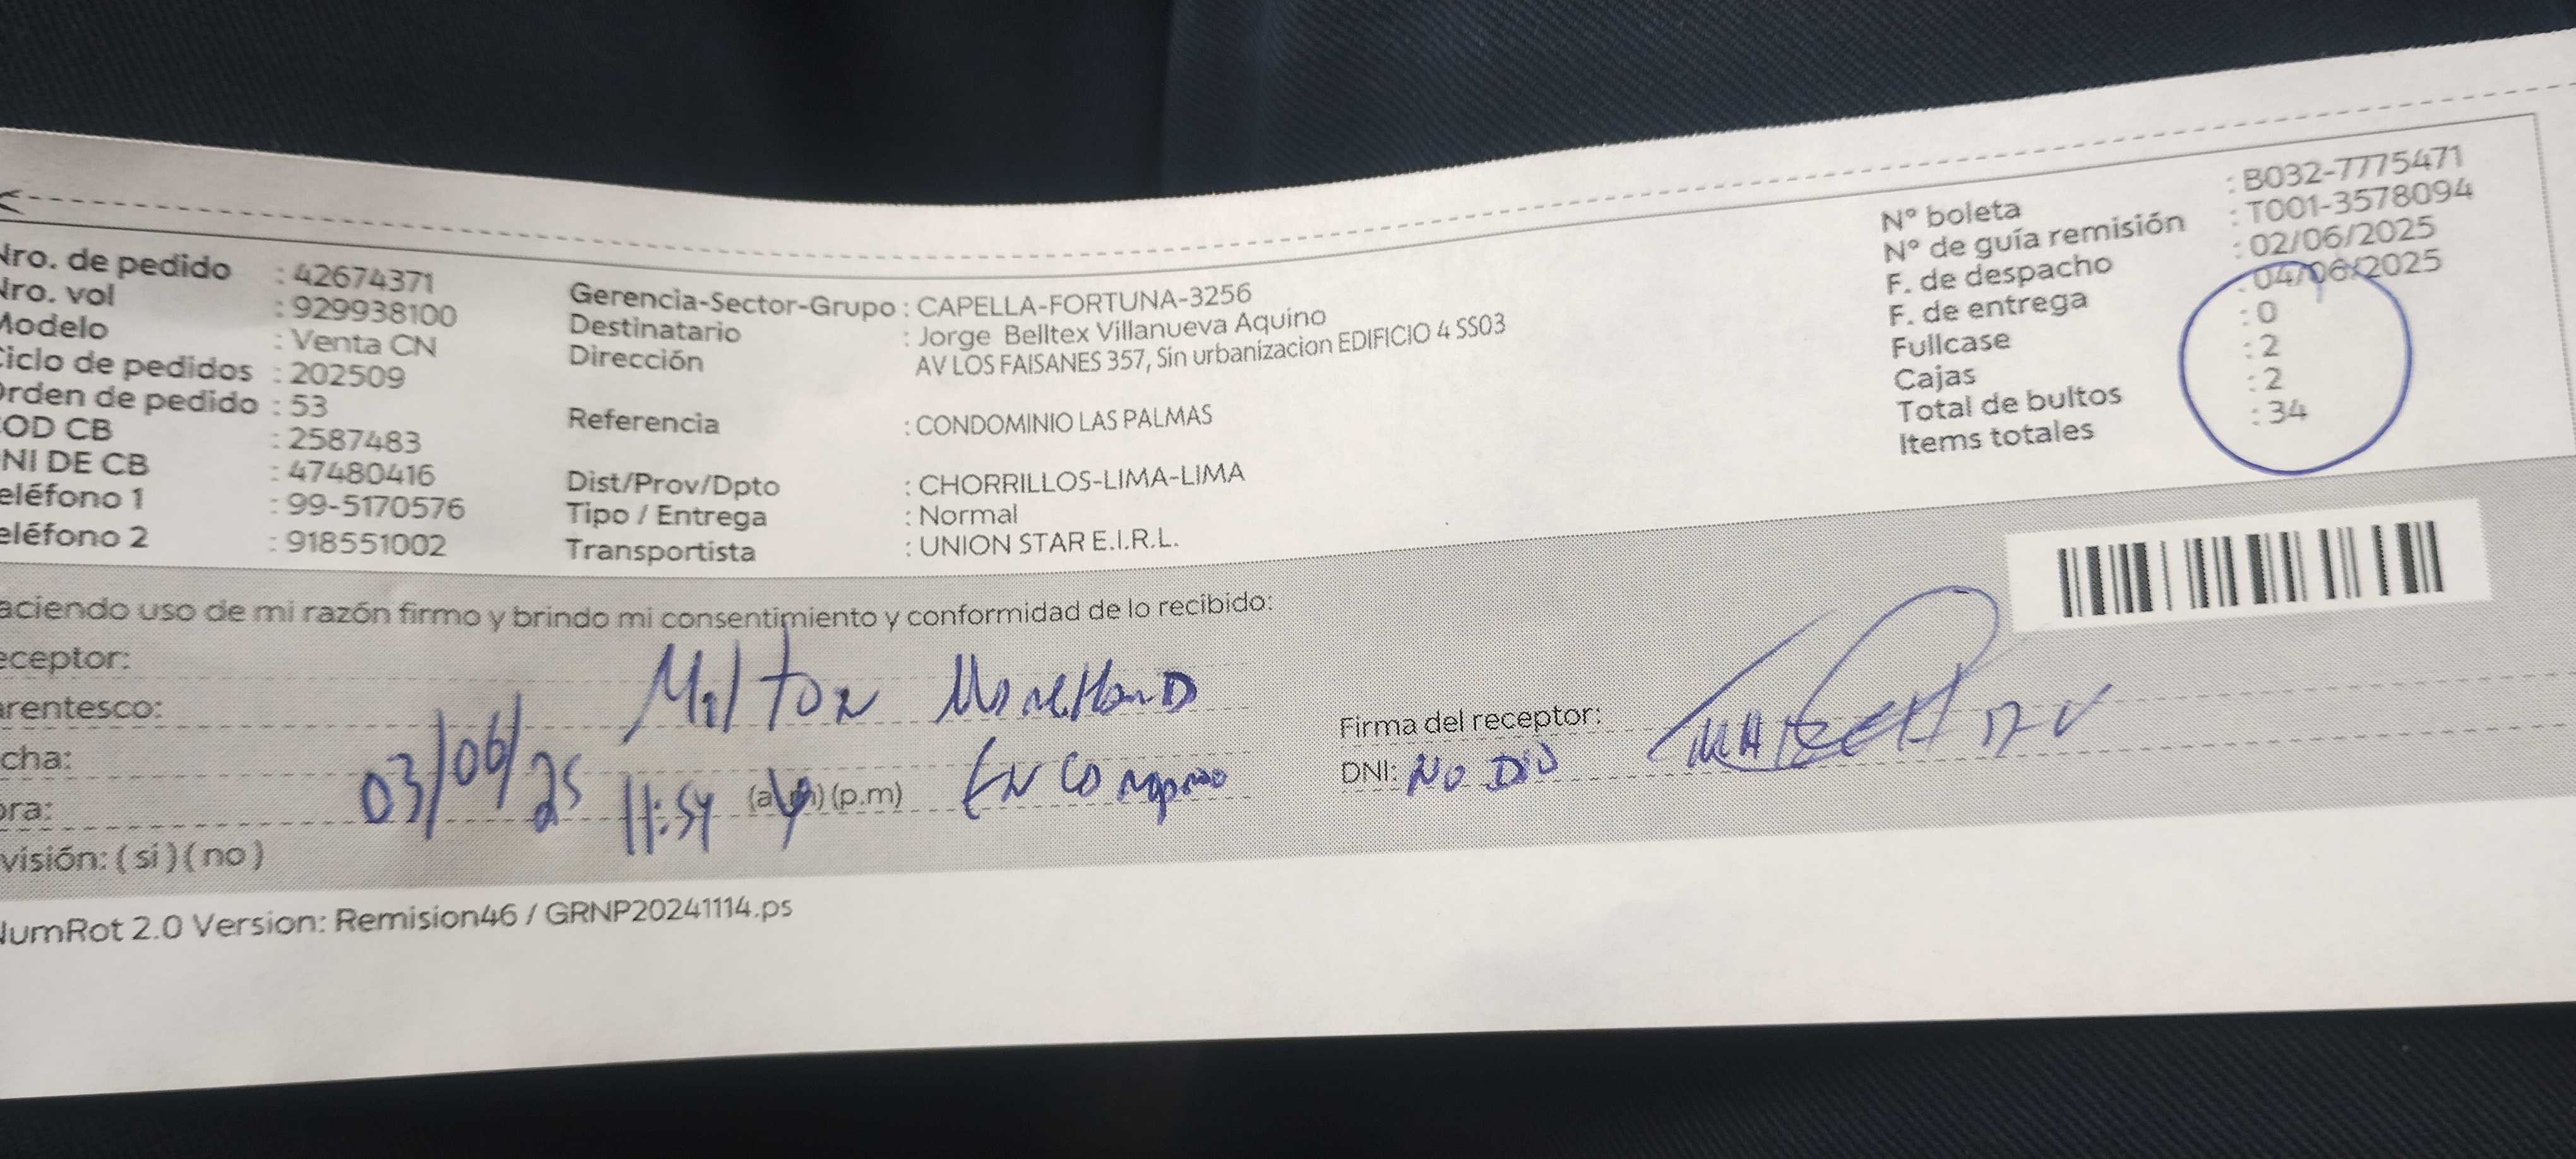 Nro. de pedido : 42674371
Nro. vol : 929938100
Modelo : Venta CN
Ciclo de pedidos : 202509
Orden de pedido : 53
COD CB : 2587483
DNI DE CB : 47480416
Teléfono 1 : 99-5170576
Teléfono 2 : 918551002
Gerencia-Sector-Grupo : CAPELLA-FORTUNA-3256
Destinatario : Jorge Belltex Villanueva Aquino
Dirección AV LOS FAISANES 357, Sin urbanizacion EDIFICIO 4 SS03
Referencia : CONDOMINIO LAS PALMAS
Dist/Prov/Dpto : CHORRILLOS-LIMA-LIMA
Tipo / Entrega : Normal
Transportista : UNION STAR E.I.R.L.
N° boleta : B032-7775471
N° de guía remisión : T001-3578094
F. de despacho : 02/06/2025
F. de entrega : 04/06/2025
Fullcase : 0
Cajas : 2
Total de bultos : 2
Items totales : 34
aciendo uso de mi razón firmo y brindo mi consentimiento y conformidad de lo recibido:
eceptor: Milton
arentesco:
cha: 03/06/25
ora: 11:54 (a.m) (p.m)
visión: ( si ) ( no )
Firma del receptor:
DNI: NO DIO
NumRot 2.0 Version: Remision46 / GRNP20241114.ps